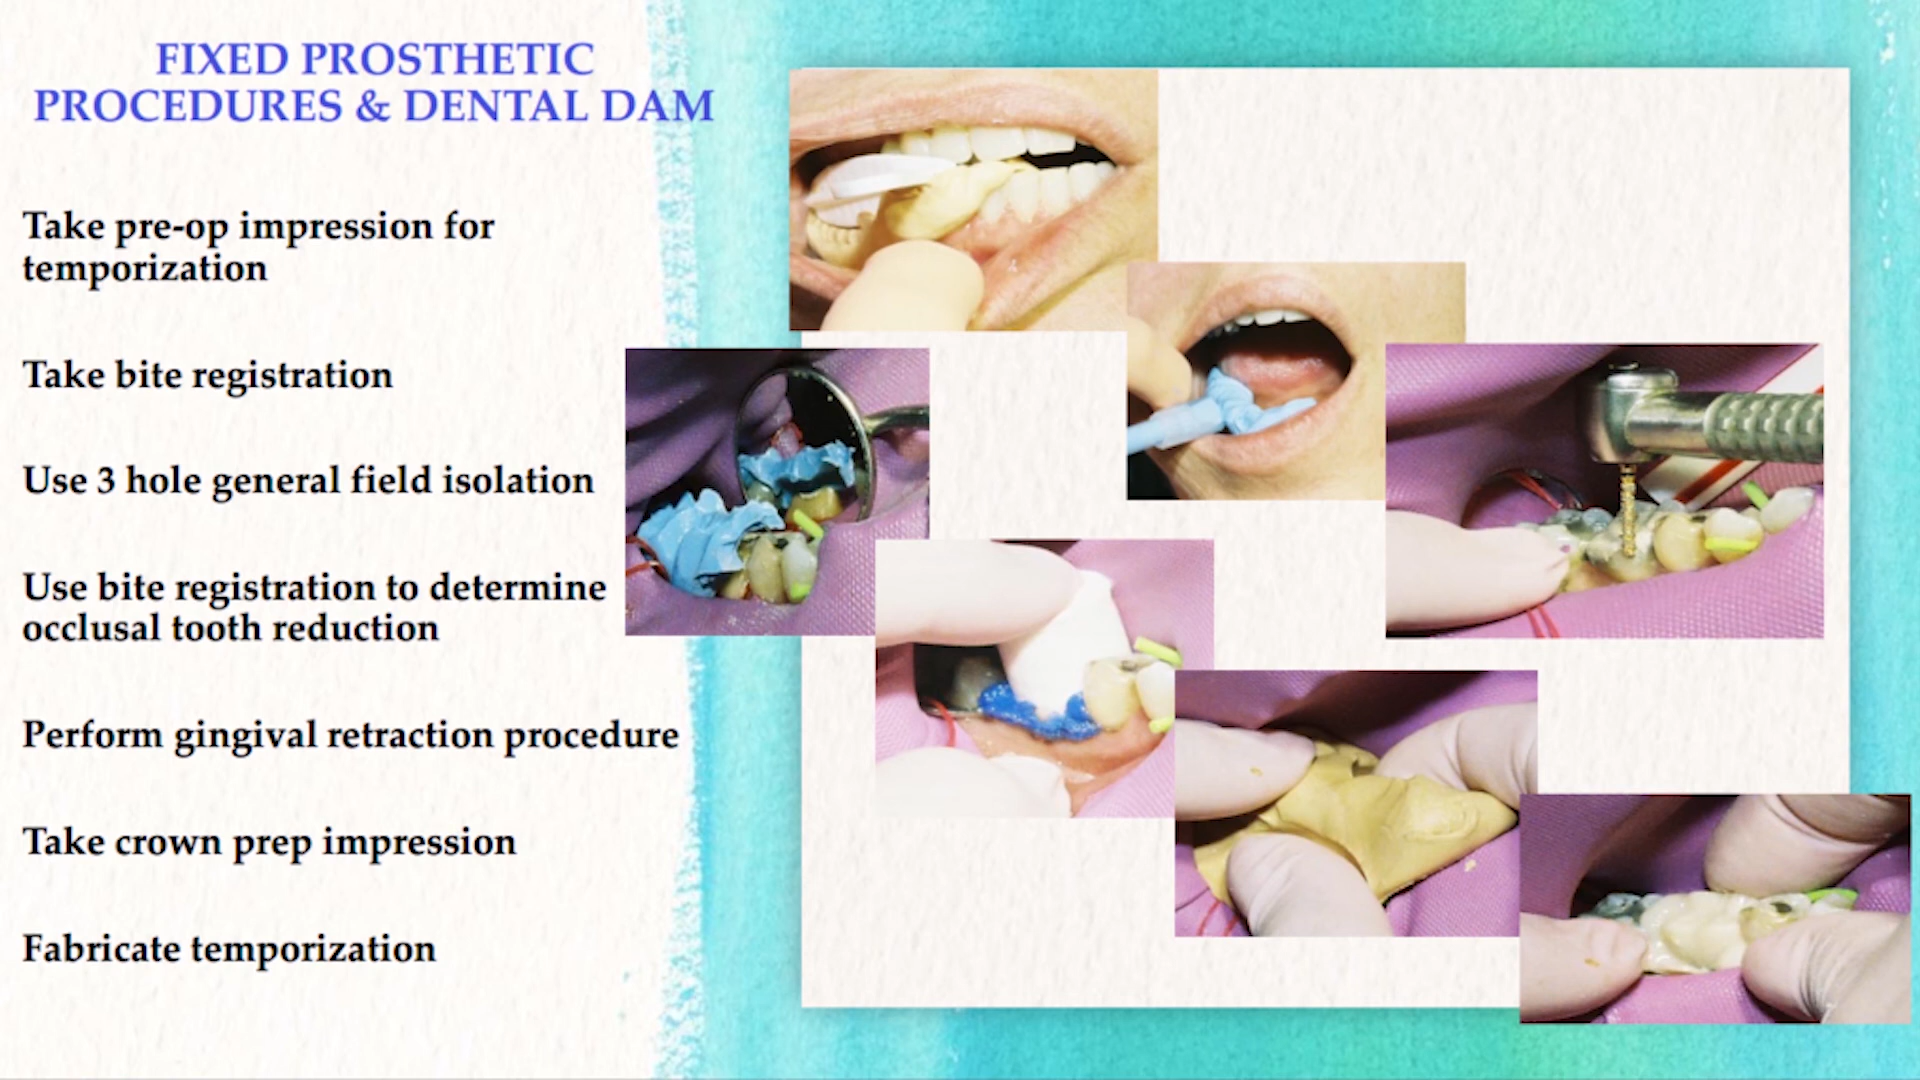 FIXED PROSTHETIC
PROCEDURES & DENTAL DAM
Take pre-op impression for
temporization
Take bite registration
Use 3 hole general field isolation
Use bite registration to determine
occlusal tooth reduction
Perform gingival retraction procedure
Take crown prep impression
Fabricate temporization